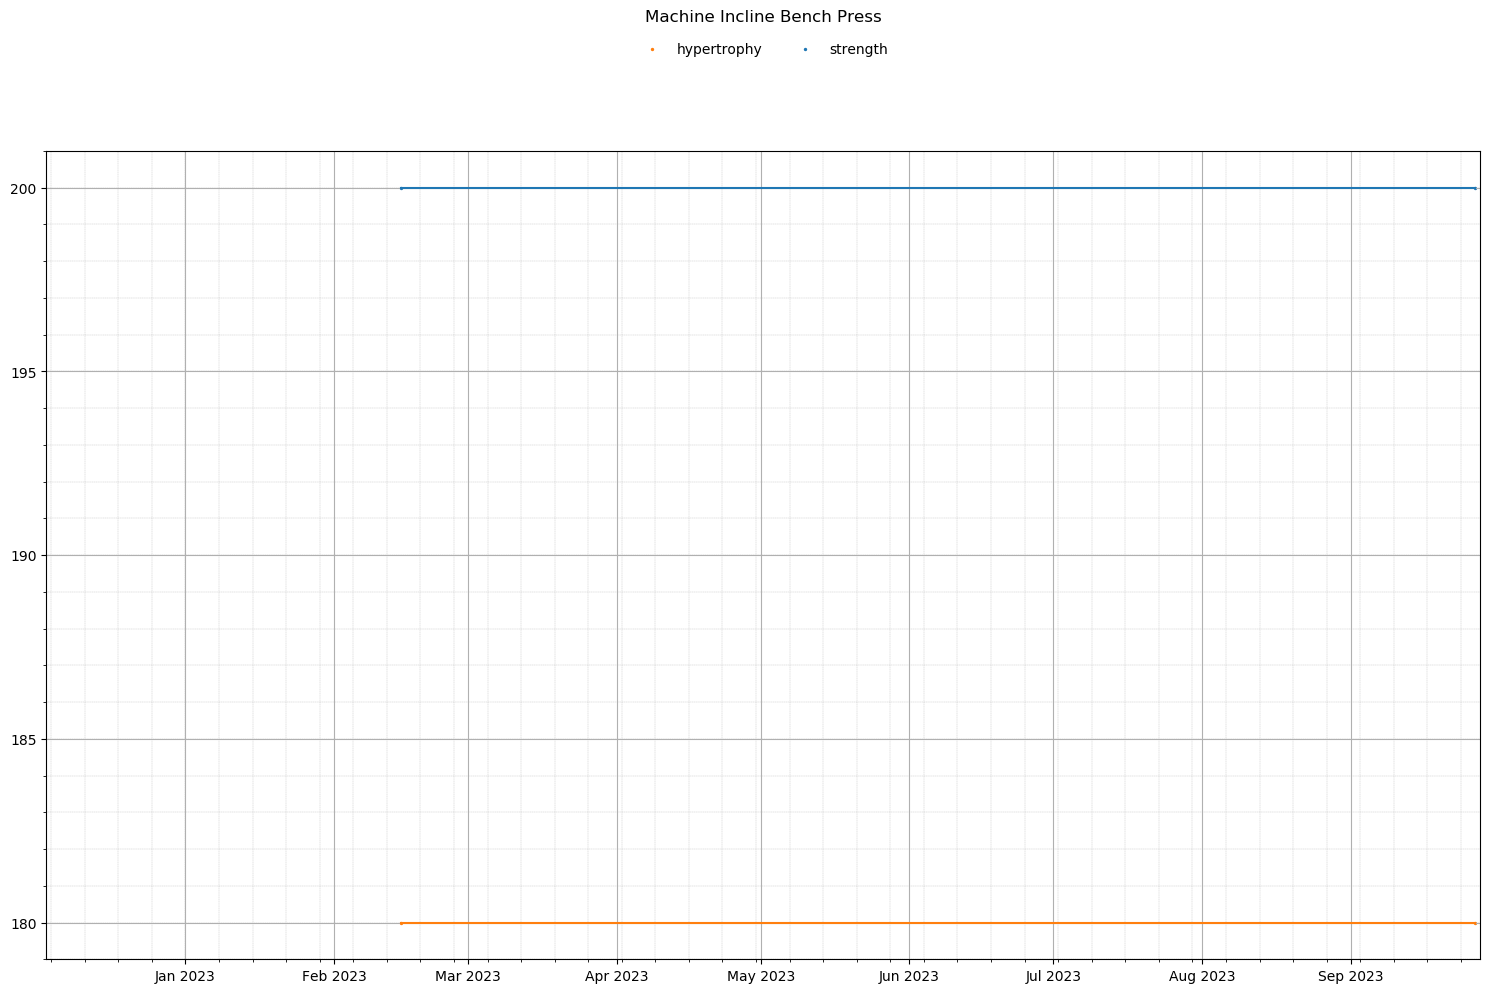 Machine Incline Bench Press
hypertrophy strength
200
195
190
185
180
Jan 2023 Feb 2023 Mar 2023 Apr 2023 May 2023 Jun 2023 Jul 2023 Aug 2023 Sep 2023